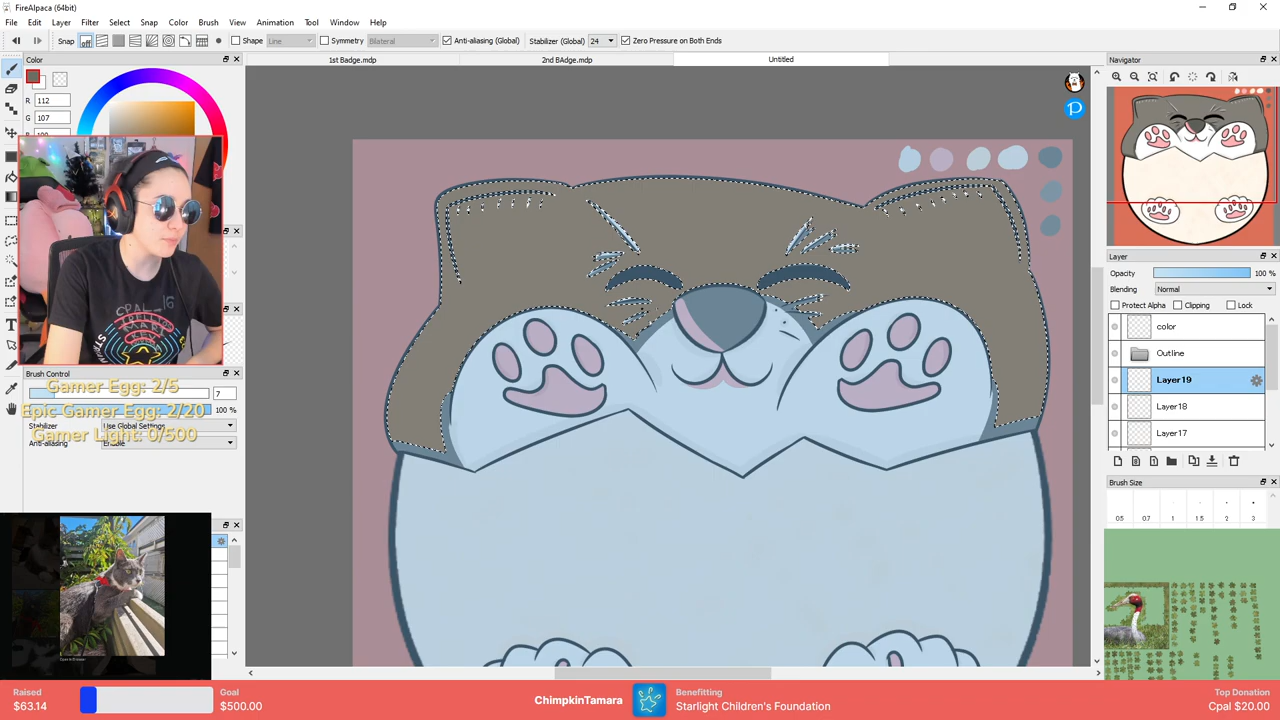 FireAlpaca (64bit)
File Edit Layer Filter Select Snap Color Brush View Animation Tool Window Help
Snap off Shape Line Symmetry Bilateral Anti-aliasing (Global) Stabilizer (Global) 24 Zero Pressure on Both Ends
Color
1st Badge.mdp 2nd BAdge.mdp Untitled
Navigator
R 112
G 107
Layer
Opacity 100 %
Blending Normal
Protect Alpha Clipping Lock
color
Outline
Layer19
Layer18
Layer17
Brush Control
7
Gamer Egg: 2/5
100 %
Epic Gamer Egg: 2/20
Stabilizer Use Global Settings
Gamer Light: 0/500
Anti-aliasing Enable
Brush Size
0.5 0.7 1 1.5 2 3
Raised
$63.14
Goal
$500.00
ChimpkinTamara
Benefitting
Starlight Children's Foundation
Top Donation
Cpal $20.00